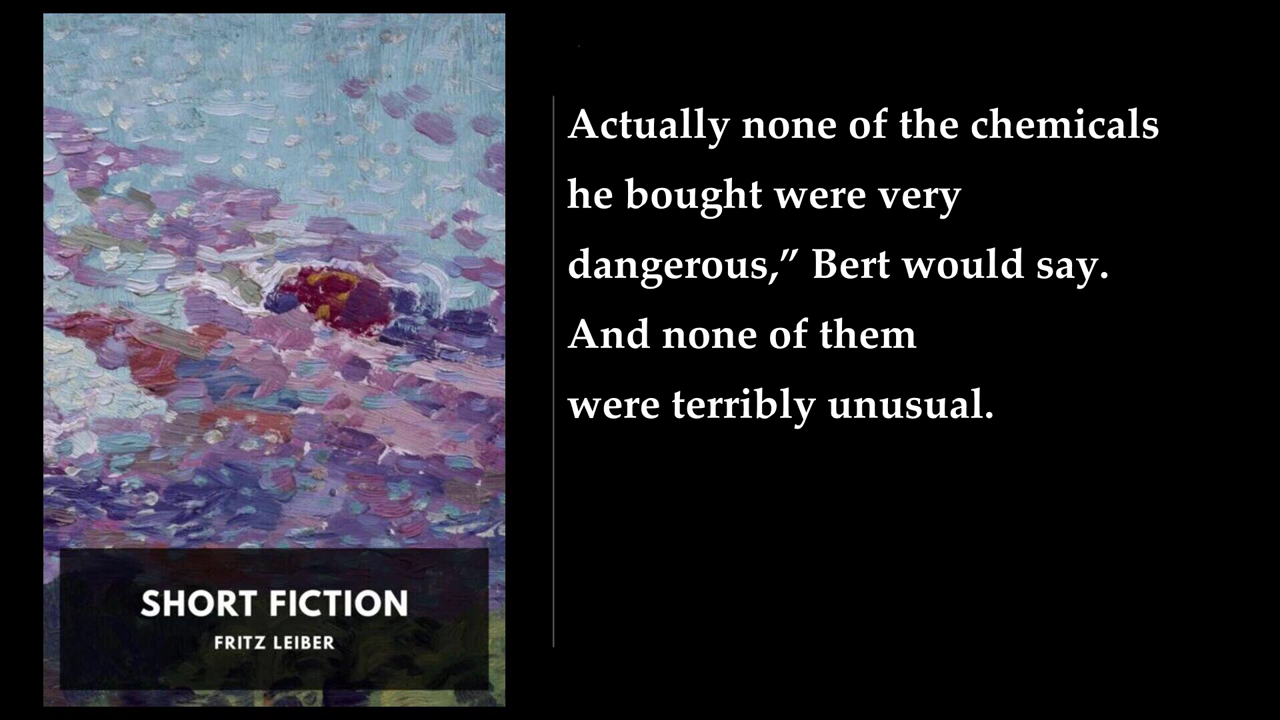 Actually none of the chemicals
he bought were very
dangerous,” Bert would say.
And none of them
were terribly unusual.
SHORT FICTION
FRITZ LEIBER